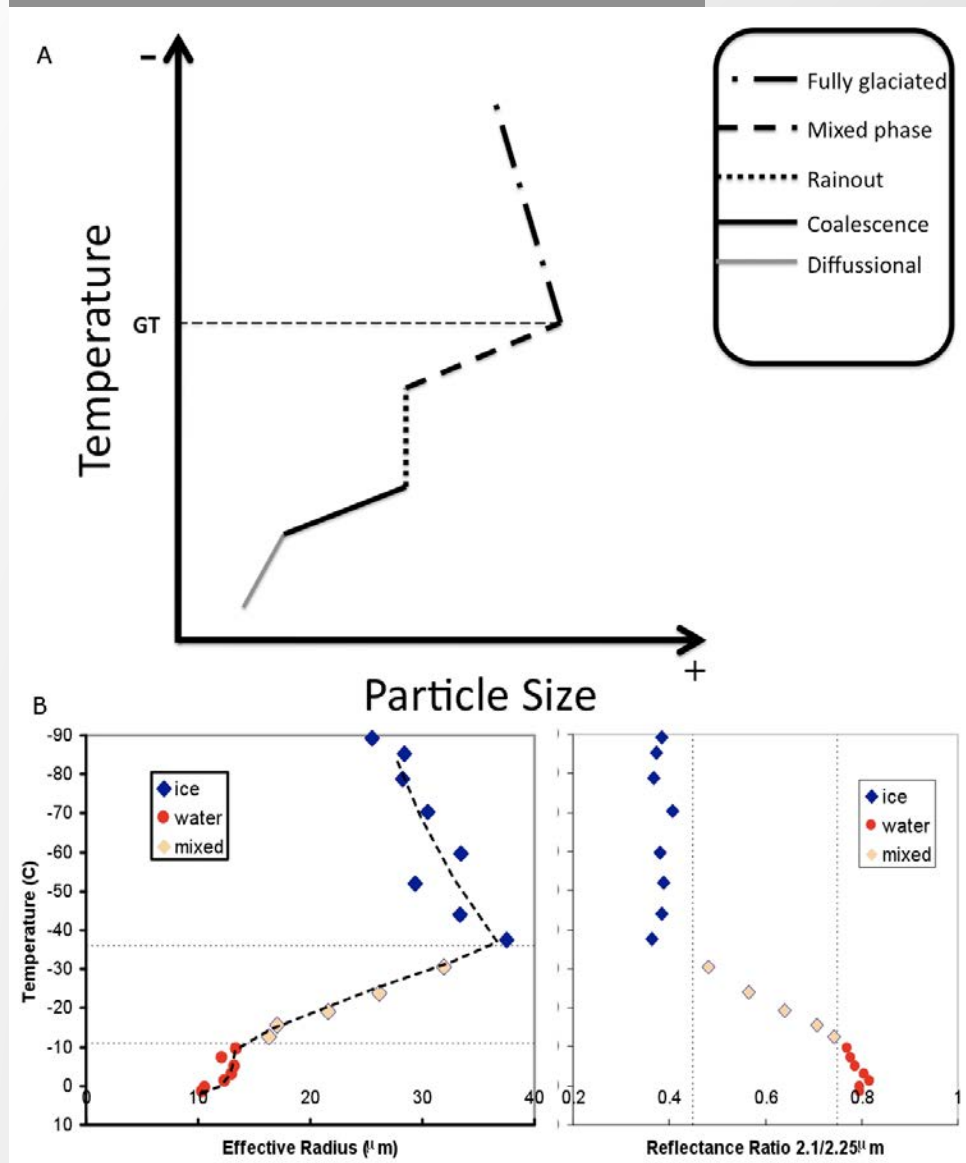 A
-
Fully glaciated
Mixed phase
Rainout
Coalescence
Diffussional
Temperature
GT
+
Particle Size
B
-90
-80
-70
-60
-50
-40
-30
-20
-10
0
10
Temperature (C)
ice
water
mixed
0 10 20 30 40
Effective Radius (μm)
ice
water
mixed
0.2 0.4 0.6 0.8 1
Reflectance Ratio 2.1/2.25μm